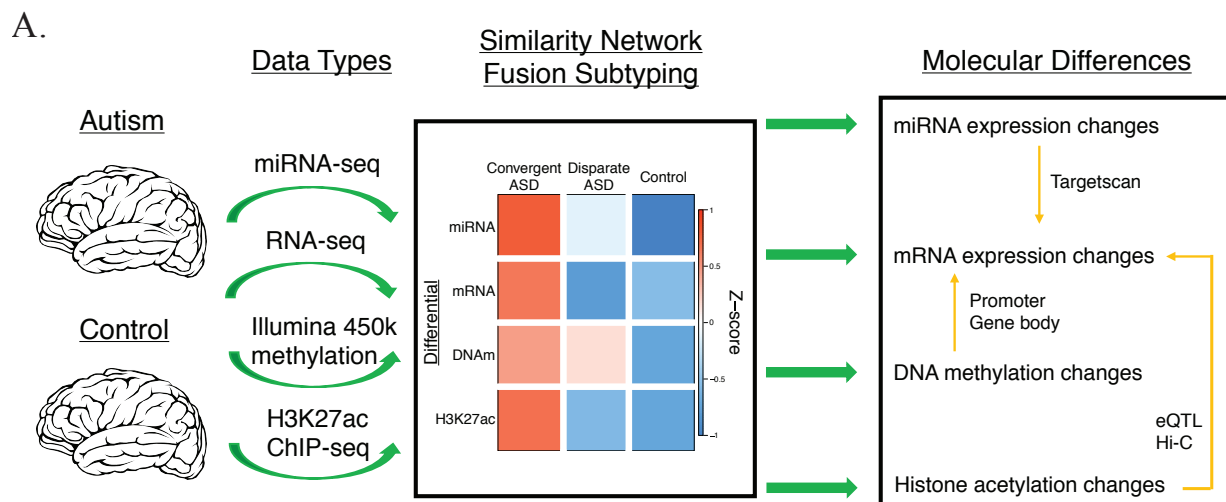 A.
Data Types
Similarity Network
Fusion Subtyping
Molecular Differences
Autism
Control
miRNA-seq
RNA-seq
Illumina 450k
methylation
H3K27ac
ChIP-seq
Convergent
ASD
Disparate
ASD
Control
Differential
miRNA
mRNA
DNAm
H3K27ac
1
0.5
0
−0.5
−1
Z−score
miRNA expression changes
Targetscan
mRNA expression changes
Promoter
Gene body
DNA methylation changes
eQTL
Hi-C
Histone acetylation changes